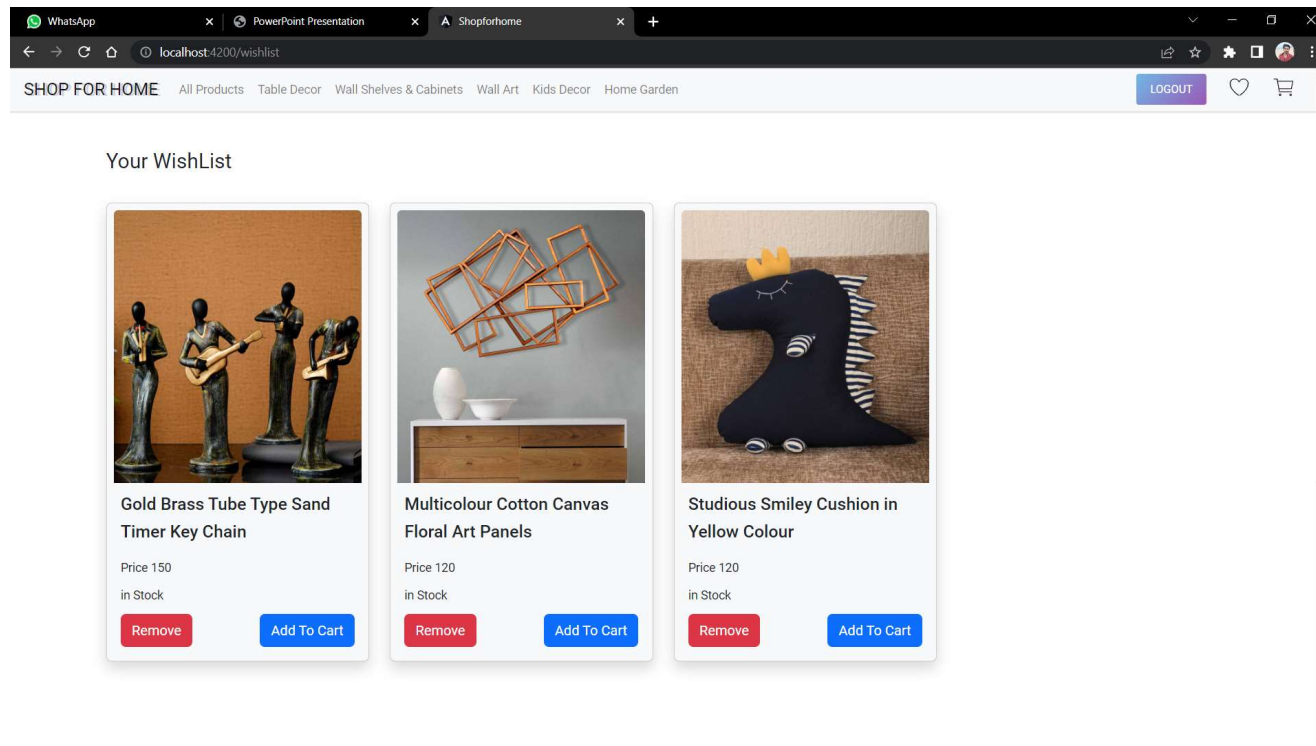 WhatsApp
PowerPoint Presentation
Shopforhome
localhost:4200/wishlist
SHOP FOR HOME All Products Table Decor Wall Shelves & Cabinets Wall Art Kids Decor Home Garden LOGOUT
Your WishList
Gold Brass Tube Type Sand
Timer Key Chain
Price 150
in Stock
Remove Add To Cart
Multicolour Cotton Canvas
Floral Art Panels
Price 120
in Stock
Remove Add To Cart
Studious Smiley Cushion in
Yellow Colour
Price 120
in Stock
Remove Add To Cart